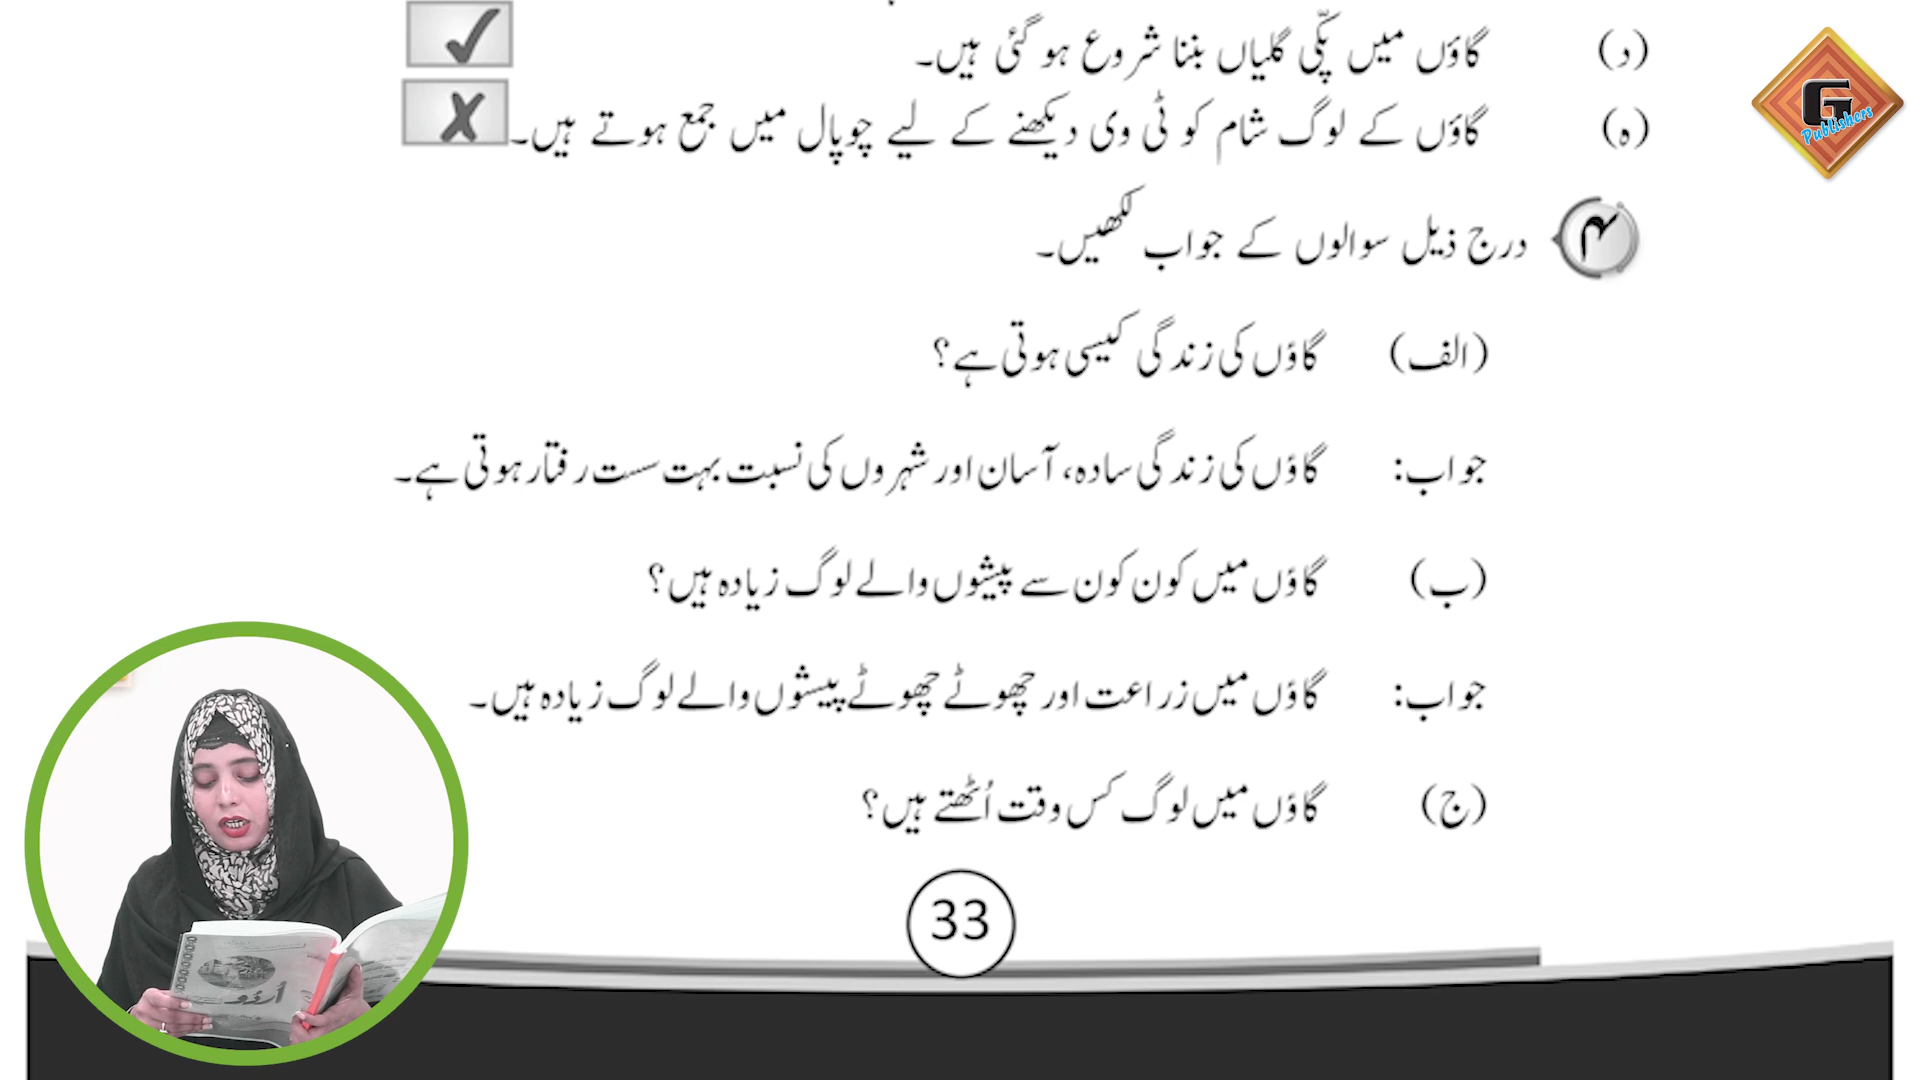 (د) گاؤں میں پکّی گلیاں بننا شروع ہو گئی ہیں۔ ✓
(ہ) گاؤں کے لوگ شام کو ٹی وی دیکھنے کے لیے چوپال میں جمع ہوتے ہیں۔ ✗
۴ درج ذیل سوالوں کے جواب لکھیں۔
(الف) گاؤں کی زندگی کیسی ہوتی ہے؟
جواب: گاؤں کی زندگی سادہ، آسان اور شہروں کی نسبت بہت سست رفتار ہوتی ہے۔
(ب) گاؤں میں کون کون سے پیشوں والے لوگ زیادہ ہیں؟
جواب: گاؤں میں زراعت اور چھوٹے چھوٹے پیشوں والے لوگ زیادہ ہیں۔
(ج) گاؤں میں لوگ کس وقت اُٹھتے ہیں؟
33
G Publishers
اُردُو